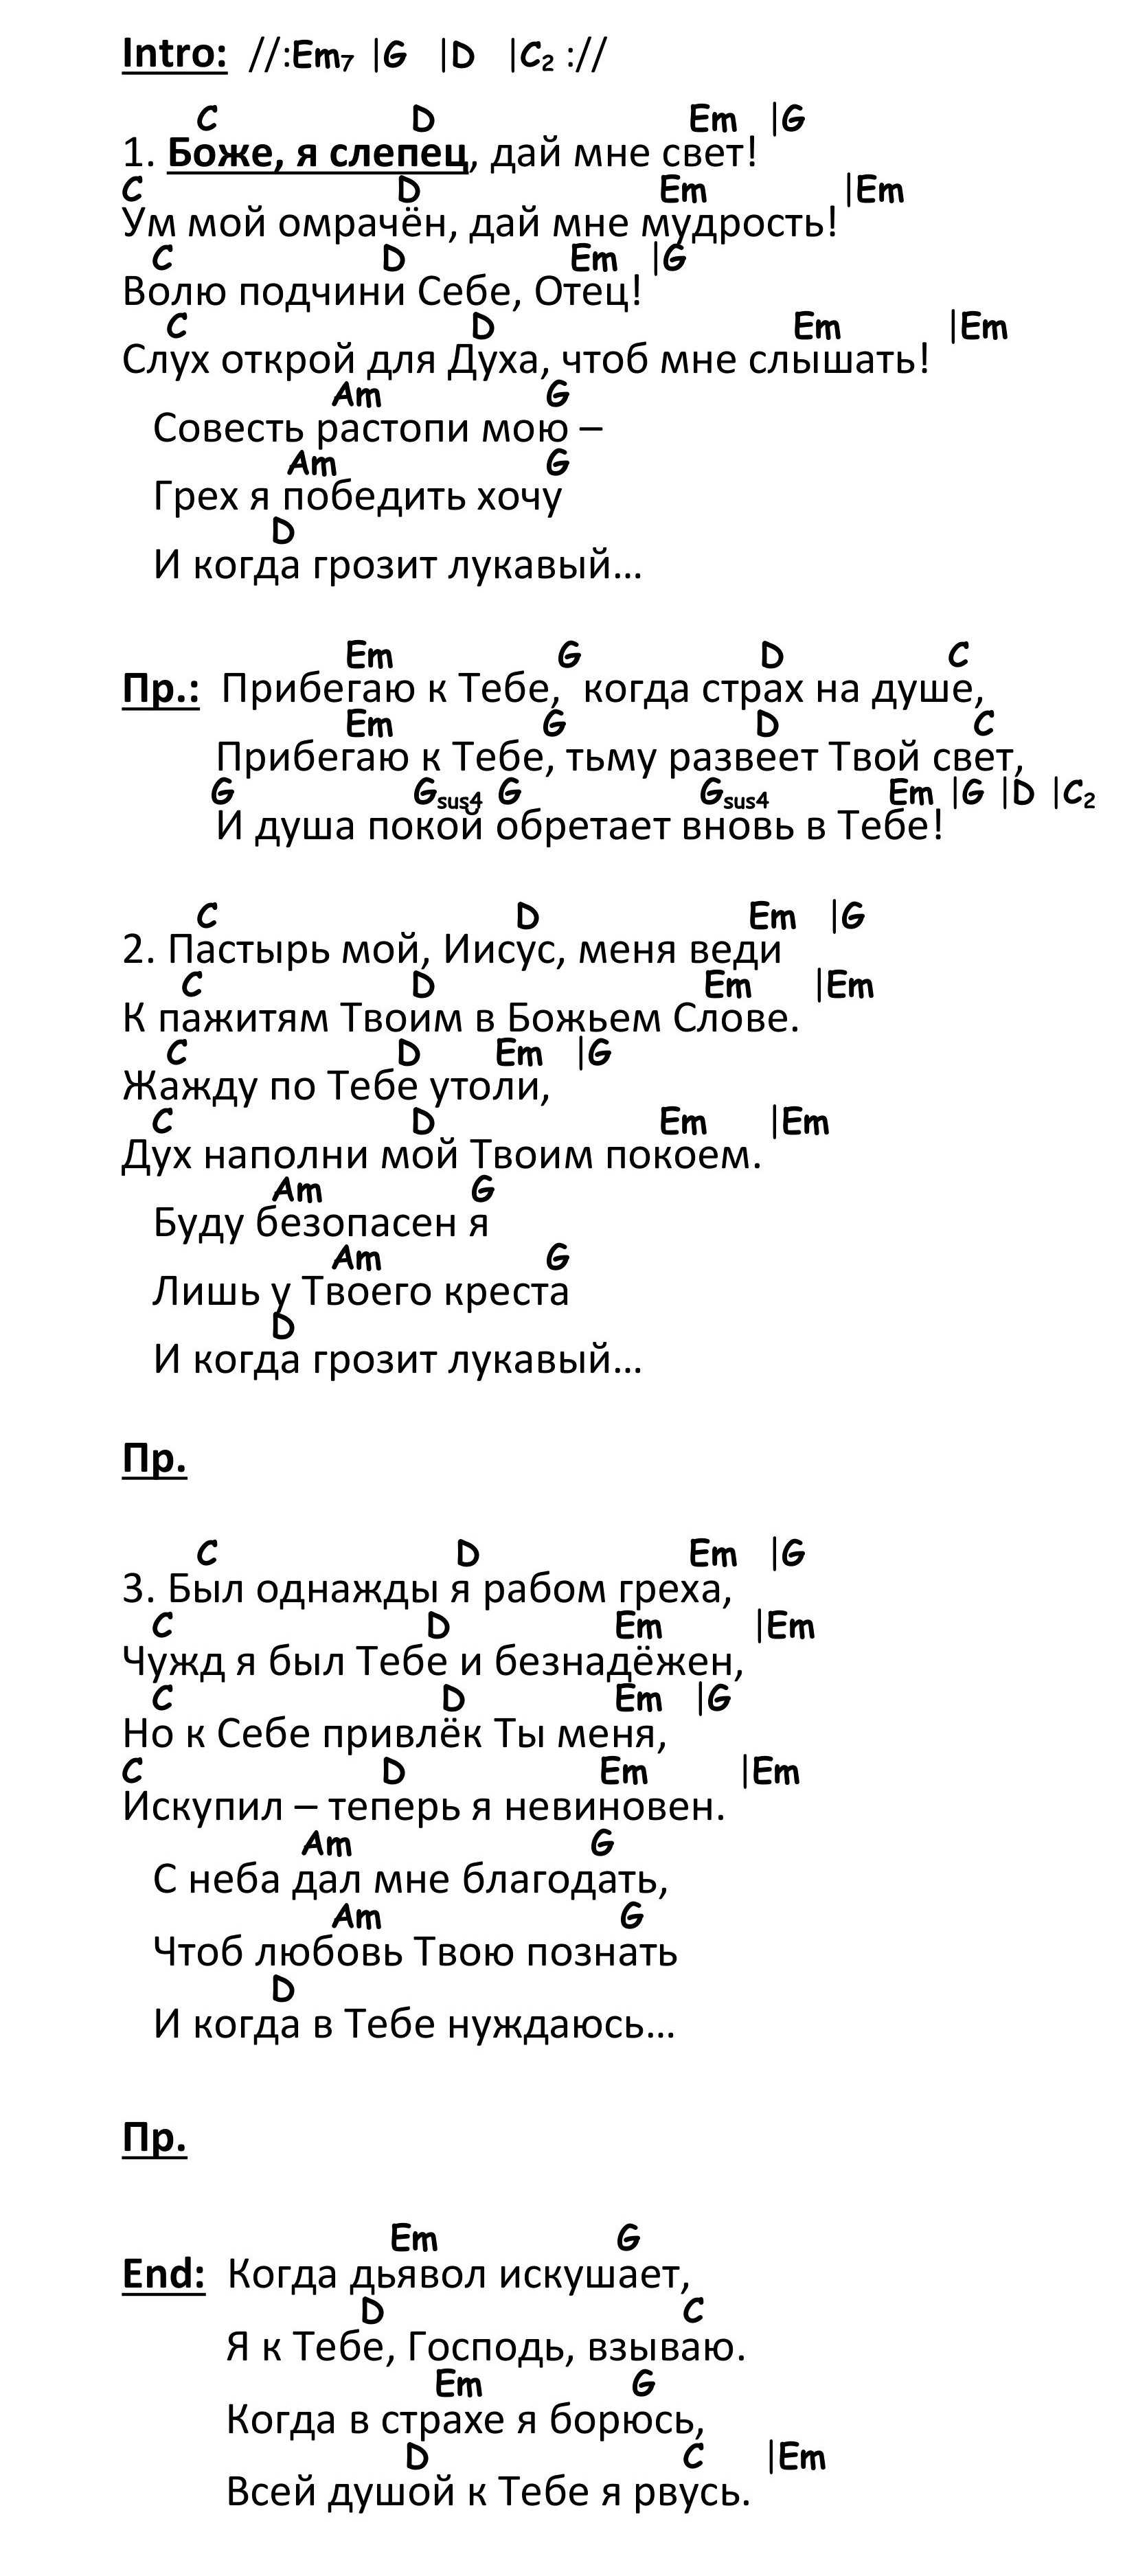 Intro: //:Em7 |G |D |C2 ://
C D Em |G
1. Боже, я слепец, дай мне свет!
C D Em |Em
Ум мой омрачён, дай мне мудрость!
C D Em |G
Волю подчини Себе, Отец!
C D Em |Em
Слух открой для Духа, чтоб мне слышать!
Am G
Совесть растопи мою –
Am G
Грех я победить хочу
D
И когда грозит лукавый...
Em G D C
Пр.: Прибегаю к Тебе, когда страх на душе,
Em G D C
Прибегаю к Тебе, тьму развеет Твой свет,
G Gsus4 G Gsus4 Em |G |D |C2
И душа покой обретает вновь в Тебе!
C D Em |G
2. Пастырь мой, Иисус, меня веди
C D Em |Em
К пажитям Твоим в Божьем Слове.
C D Em |G
Жажду по Тебе утоли,
C D Em |Em
Дух наполни мой Твоим покоем.
Am G
Буду безопасен я
Am G
Лишь у Твоего креста
D
И когда грозит лукавый...
Пр.
C D Em |G
3. Был однажды я рабом греха,
C D Em |Em
Чужд я был Тебе и безнадёжен,
C D Em |G
Но к Себе привлёк Ты меня,
C D Em |Em
Искупил – теперь я невиновен.
Am G
С неба дал мне благодать,
Am G
Чтоб любовь Твою познать
D
И когда в Тебе нуждаюсь...
Пр.
Em G
End: Когда дьявол искушает,
D C
Я к Тебе, Господь, взываю.
Em G
Когда в страхе я борюсь,
D C |Em
Всей душой к Тебе я рвусь.